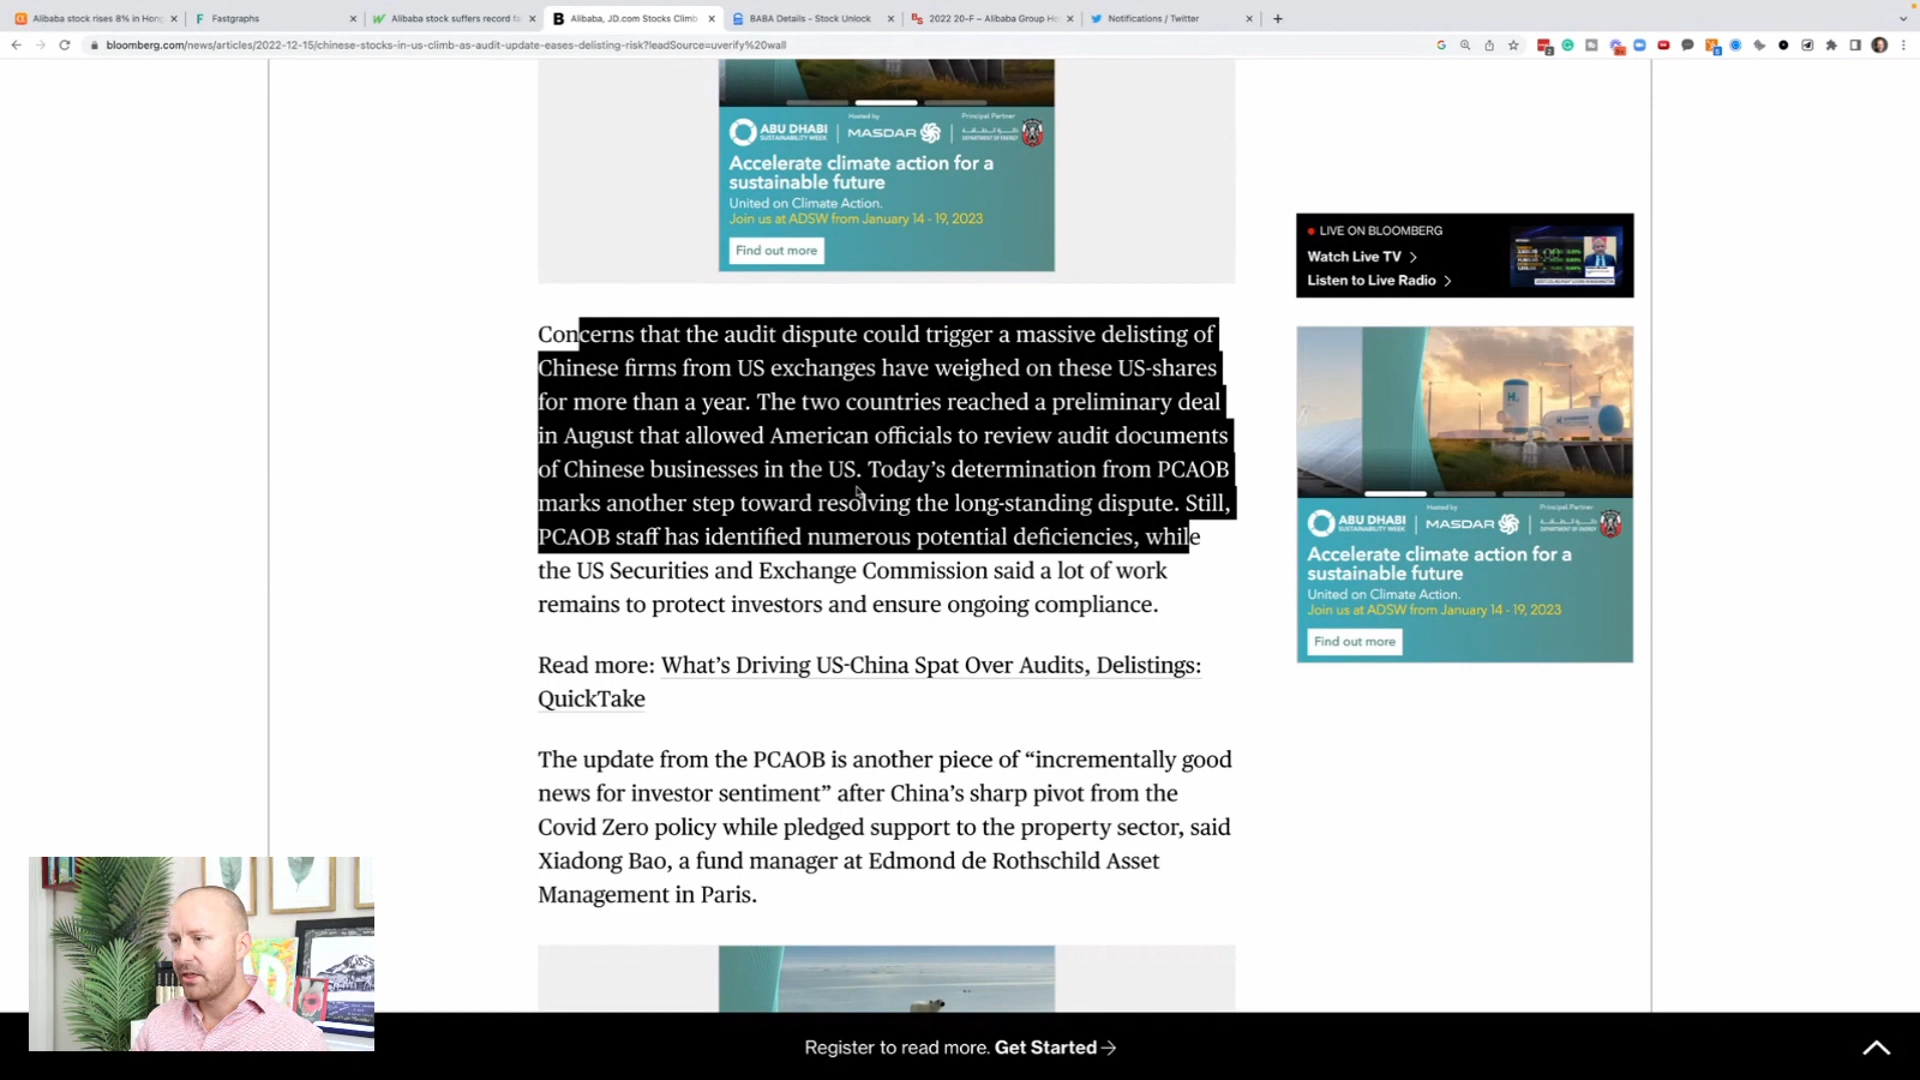 Alibaba stock rises 8% in Hong
Fastgraphs
Alibaba stock suffers record fa
Alibaba, JD.com Stocks Climb
BABA Details - Stock Unlock
2022 20-F – Alibaba Group Ho
Notifications / Twitter
bloomberg.com/news/articles/2022-12-15/chinese-stocks-in-us-climb-as-audit-update-eases-delisting-risk?leadSource=uverify%20wall
Hosted by
Principal Partner
ABU DHABI
SUSTAINABILITY WEEK
MASDAR
DEPARTMENT OF ENERGY
Accelerate climate action for a
sustainable future
United on Climate Action.
Join us at ADSW from January 14 - 19, 2023
Find out more
LIVE ON BLOOMBERG
Watch Live TV
Listen to Live Radio
Concerns that the audit dispute could trigger a massive delisting of
Chinese firms from US exchanges have weighed on these US-shares
for more than a year. The two countries reached a preliminary deal
in August that allowed American officials to review audit documents
of Chinese businesses in the US. Today’s determination from PCAOB
marks another step toward resolving the long-standing dispute. Still,
PCAOB staff has identified numerous potential deficiencies, while
the US Securities and Exchange Commission said a lot of work
remains to protect investors and ensure ongoing compliance.
Read more: What’s Driving US-China Spat Over Audits, Delistings:
QuickTake
The update from the PCAOB is another piece of “incrementally good
news for investor sentiment” after China’s sharp pivot from the
Covid Zero policy while pledged support to the property sector, said
Xiadong Bao, a fund manager at Edmond de Rothschild Asset
Management in Paris.
Hosted by
Principal Partner
ABU DHABI
SUSTAINABILITY WEEK
MASDAR
DEPARTMENT OF ENERGY
Accelerate climate action for a
sustainable future
United on Climate Action.
Join us at ADSW from January 14 - 19, 2023
Find out more
Register to read more. Get Started